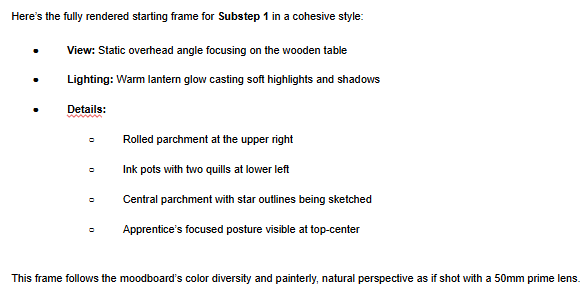 Here's the fully rendered starting frame for Substep 1 in a cohesive style:
• View: Static overhead angle focusing on the wooden table
• Lighting: Warm lantern glow casting soft highlights and shadows
• Details:
○ Rolled parchment at the upper right
○ Ink pots with two quills at lower left
○ Central parchment with star outlines being sketched
○ Apprentice's focused posture visible at top-center
This frame follows the moodboard's color diversity and painterly, natural perspective as if shot with a 50mm prime lens.